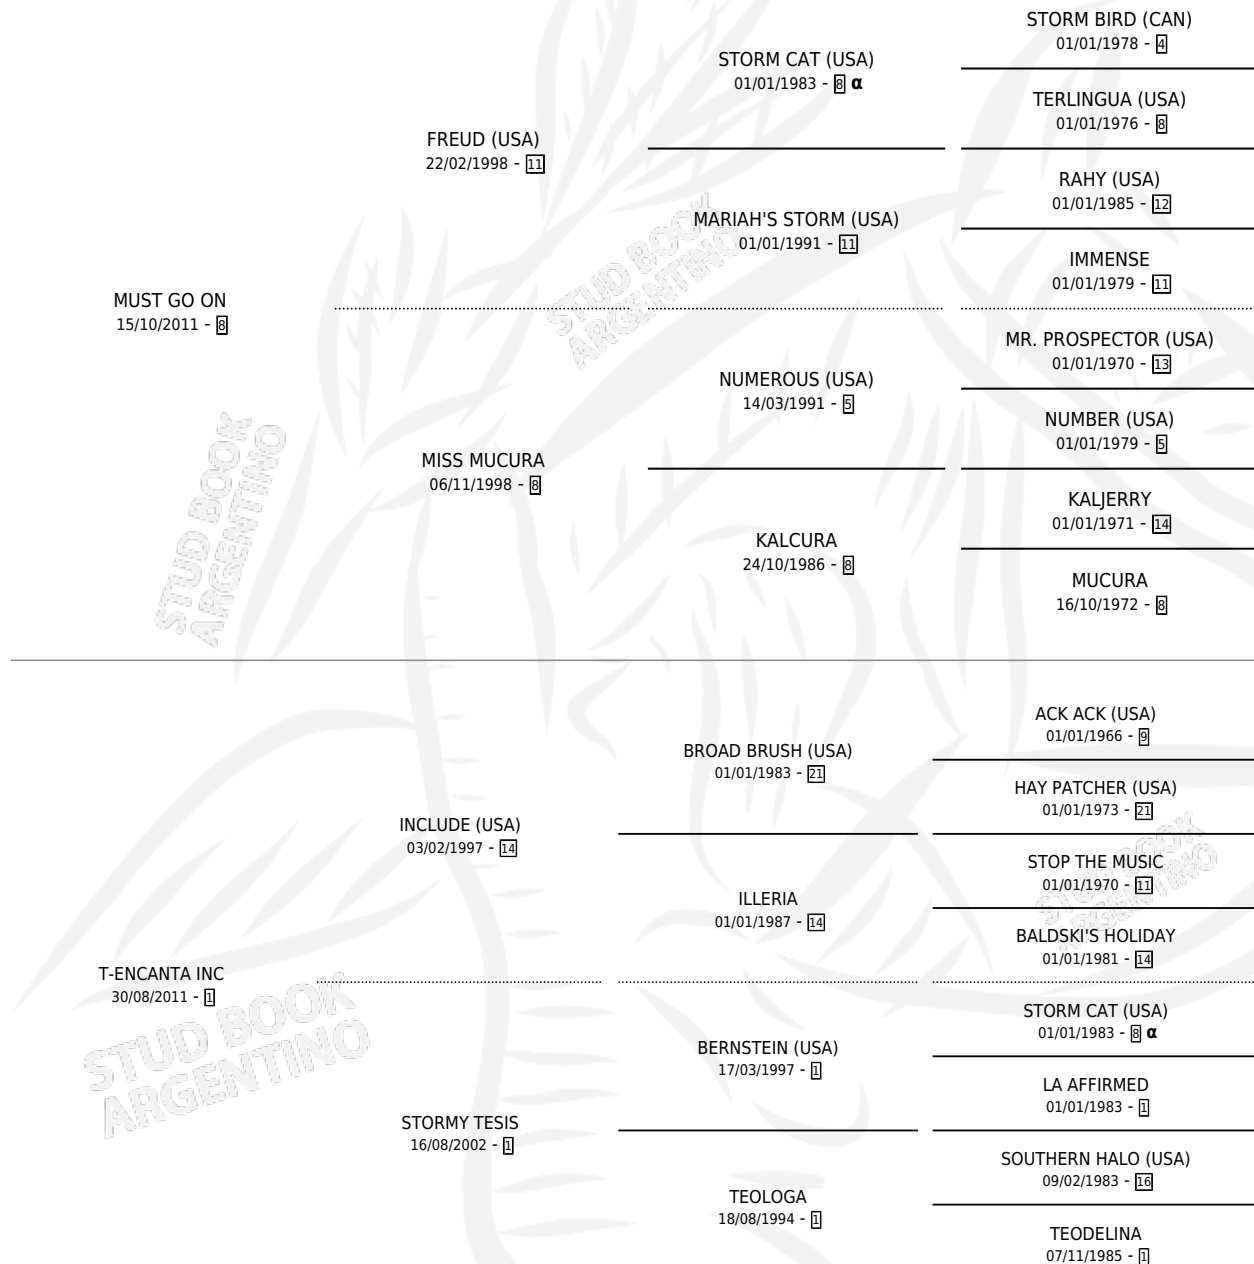 STORM BIRD (CAN)
01/01/1978 - 4
STORM CAT (USA)
01/01/1983 - 8 α
TERLINGUA (USA)
01/01/1976 - 8
FREUD (USA)
22/02/1998 - 11
RAHY (USA)
01/01/1985 - 12
MARIAH'S STORM (USA)
01/01/1991 - 11
IMMENSE
01/01/1979 - 11
MUST GO ON
15/10/2011 - 8
MR. PROSPECTOR (USA)
01/01/1970 - 13
NUMEROUS (USA)
14/03/1991 - 5
NUMBER (USA)
01/01/1979 - 5
MISS MUCURA
06/11/1998 - 8
KALJERRY
01/01/1971 - 14
KALCURA
24/10/1986 - 8
MUCURA
16/10/1972 - 8
ACK ACK (USA)
01/01/1966 - 9
BROAD BRUSH (USA)
01/01/1983 - 21
HAY PATCHER (USA)
01/01/1973 - 21
INCLUDE (USA)
03/02/1997 - 14
STOP THE MUSIC
01/01/1970 - 11
ILLERIA
01/01/1987 - 14
BALDSKI'S HOLIDAY
01/01/1981 - 14
T-ENCANTA INC
30/08/2011 - 1
STORM CAT (USA)
01/01/1983 - 8 α
BERNSTEIN (USA)
17/03/1997 - 1
LA AFFIRMED
01/01/1983 - 1
STORMY TESIS
16/08/2002 - 1
SOUTHERN HALO (USA)
09/02/1983 - 16
TEOLOGA
18/08/1994 - 1
TEODELINA
07/11/1985 - 1
STUD BOOK
ARGENTINO
STUD BOOK
ARGENTINO
STUD BOOK
ARGENTINO
STUD BOOK
ARGENTINO